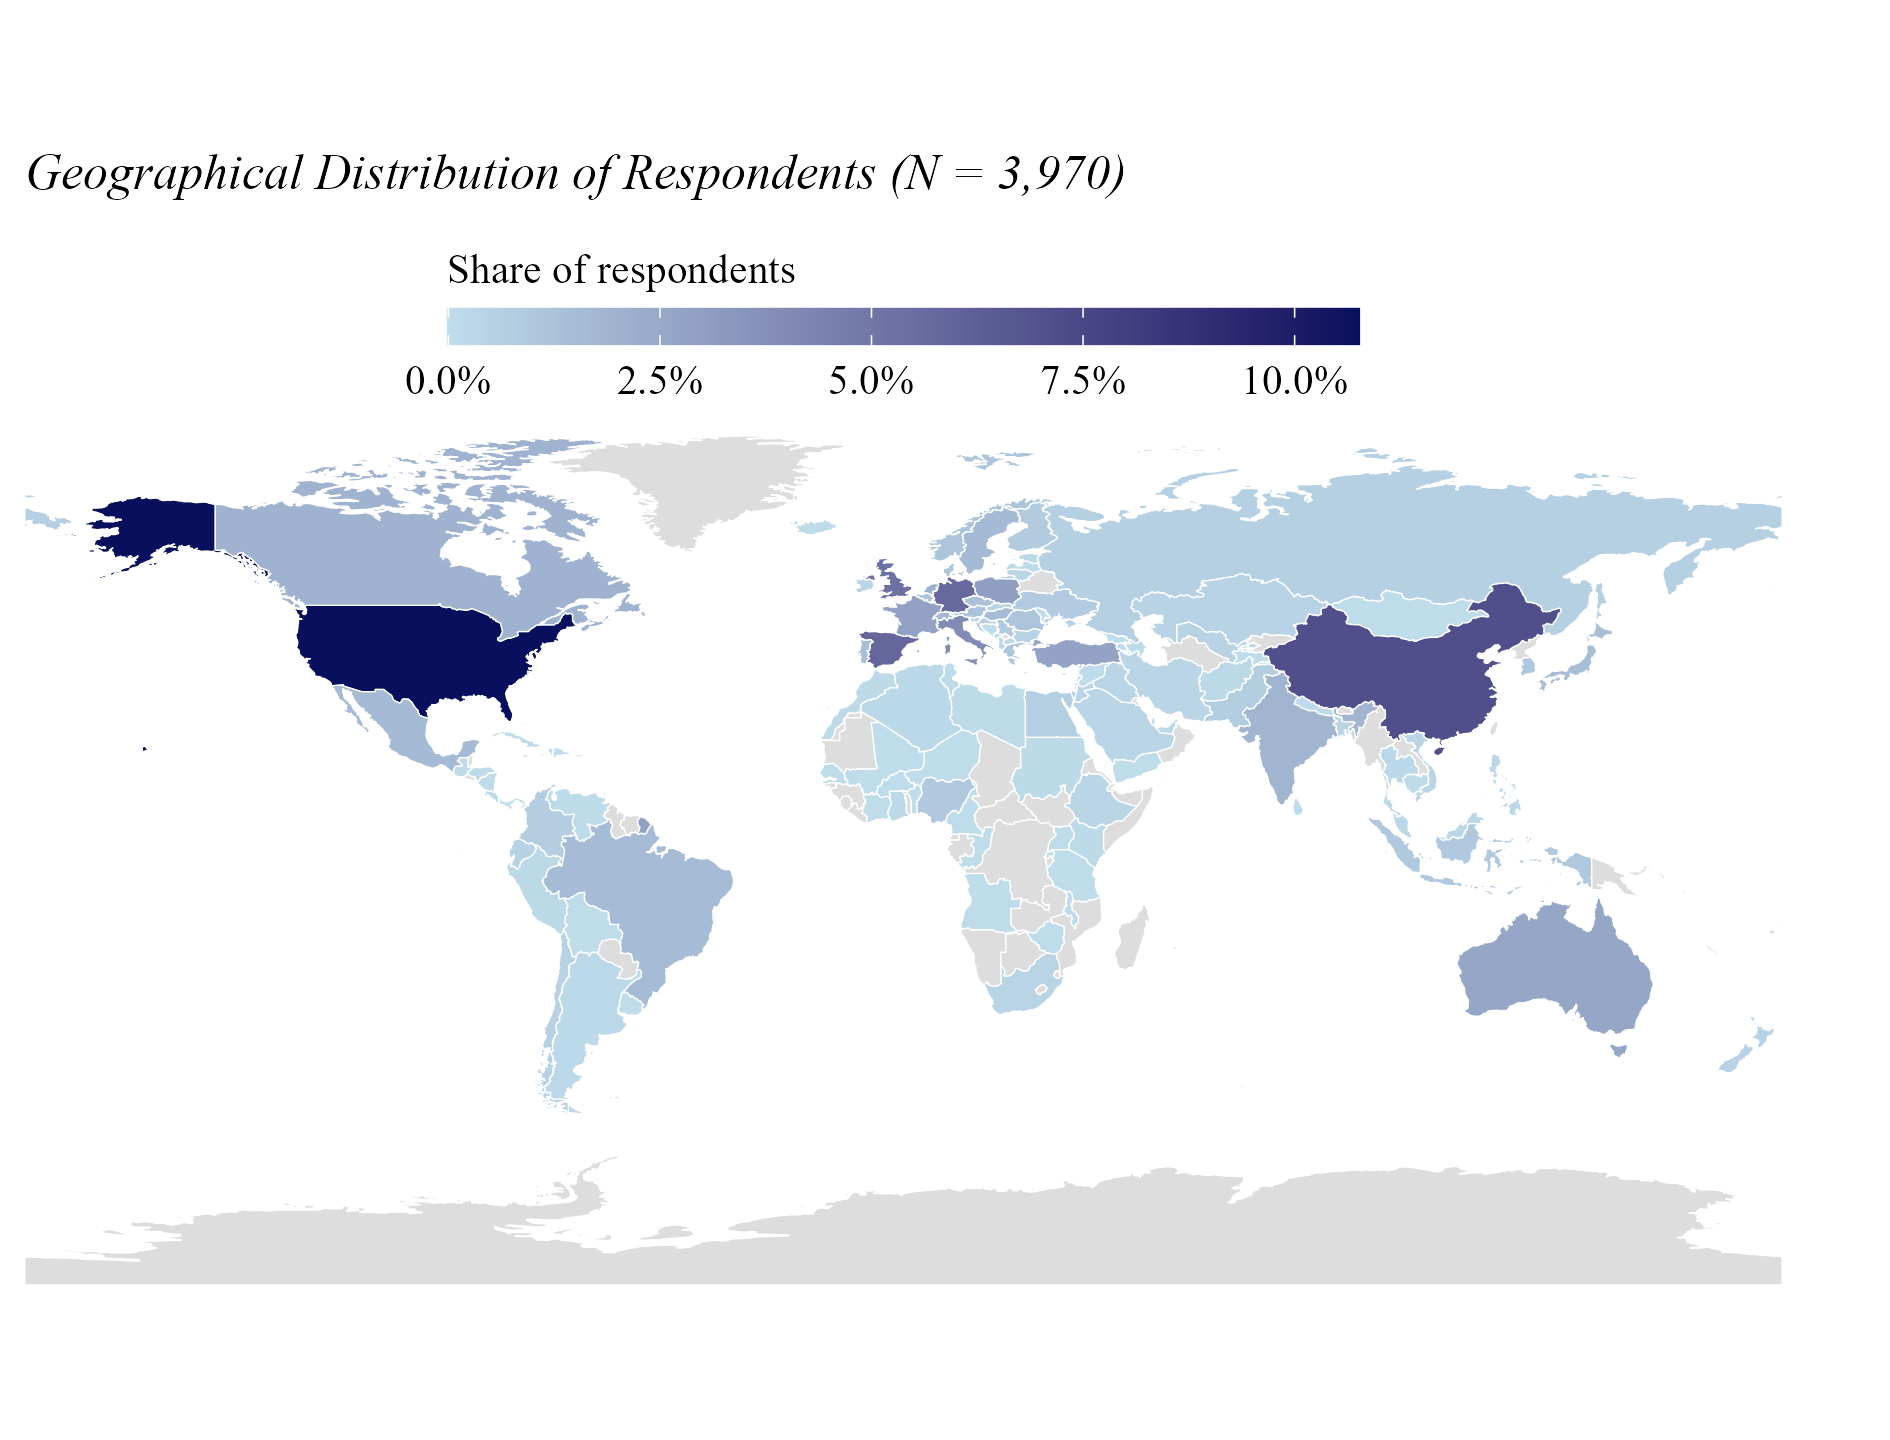 Geographical Distribution of Respondents (N = 3,970)
Share of respondents
0.0% 2.5% 5.0% 7.5% 10.0%